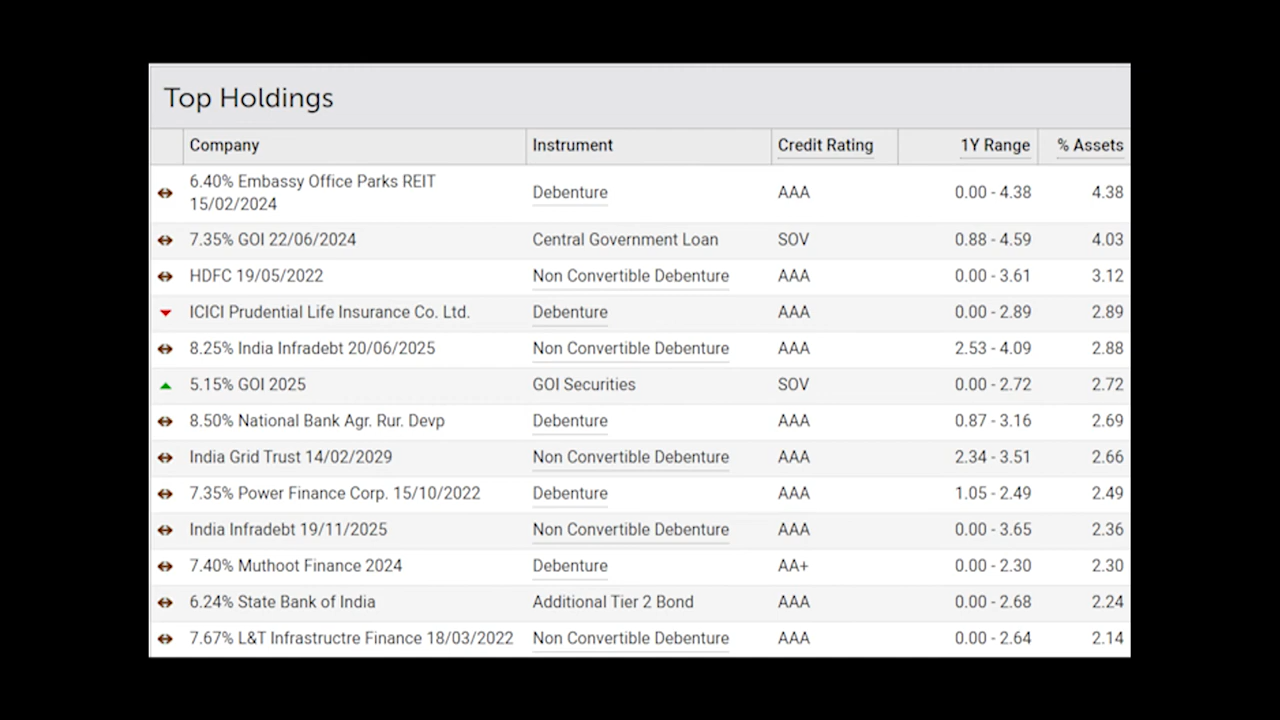 Top Holdings
Company Instrument Credit Rating 1Y Range % Assets
6.40% Embassy Office Parks REIT
15/02/2024 Debenture AAA 0.00 - 4.38 4.38
7.35% GOI 22/06/2024 Central Government Loan SOV 0.88 - 4.59 4.03
HDFC 19/05/2022 Non Convertible Debenture AAA 0.00 - 3.61 3.12
ICICI Prudential Life Insurance Co. Ltd. Debenture AAA 0.00 - 2.89 2.89
8.25% India Infradebt 20/06/2025 Non Convertible Debenture AAA 2.53 - 4.09 2.88
5.15% GOI 2025 GOI Securities SOV 0.00 - 2.72 2.72
8.50% National Bank Agr. Rur. Devp Debenture AAA 0.87 - 3.16 2.69
India Grid Trust 14/02/2029 Non Convertible Debenture AAA 2.34 - 3.51 2.66
7.35% Power Finance Corp. 15/10/2022 Debenture AAA 1.05 - 2.49 2.49
India Infradebt 19/11/2025 Non Convertible Debenture AAA 0.00 - 3.65 2.36
7.40% Muthoot Finance 2024 Debenture AA+ 0.00 - 2.30 2.30
6.24% State Bank of India Additional Tier 2 Bond AAA 0.00 - 2.68 2.24
7.67% L&T Infrastructre Finance 18/03/2022 Non Convertible Debenture AAA 0.00 - 2.64 2.14